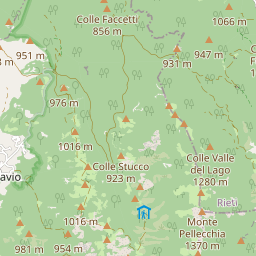 Colle Faccetti
856 m
1066 m
951 m
947 m
931 m
976 m
1016 m
Colle Stucco
923 m
Colle Valle
del Lago
1280 m
avio
Rieti
1016 m
Monte
Pellecchia
1370 m
981 m
954 m